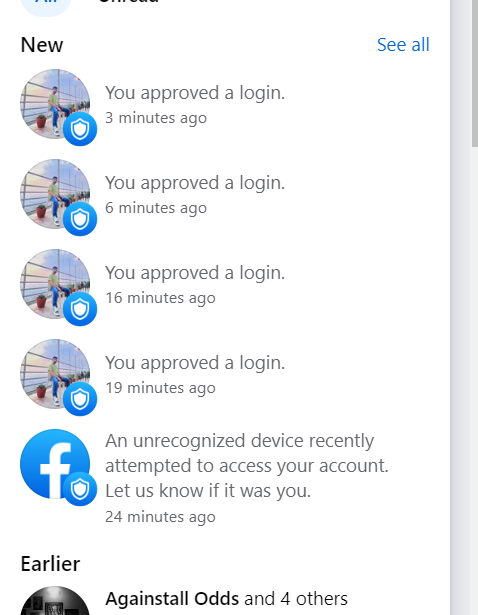 All Unread
New See all
You approved a login.
3 minutes ago
You approved a login.
6 minutes ago
You approved a login.
16 minutes ago
You approved a login.
19 minutes ago
An unrecognized device recently
attempted to access your account.
Let us know if it was you.
24 minutes ago
Earlier
Againstall Odds and 4 others